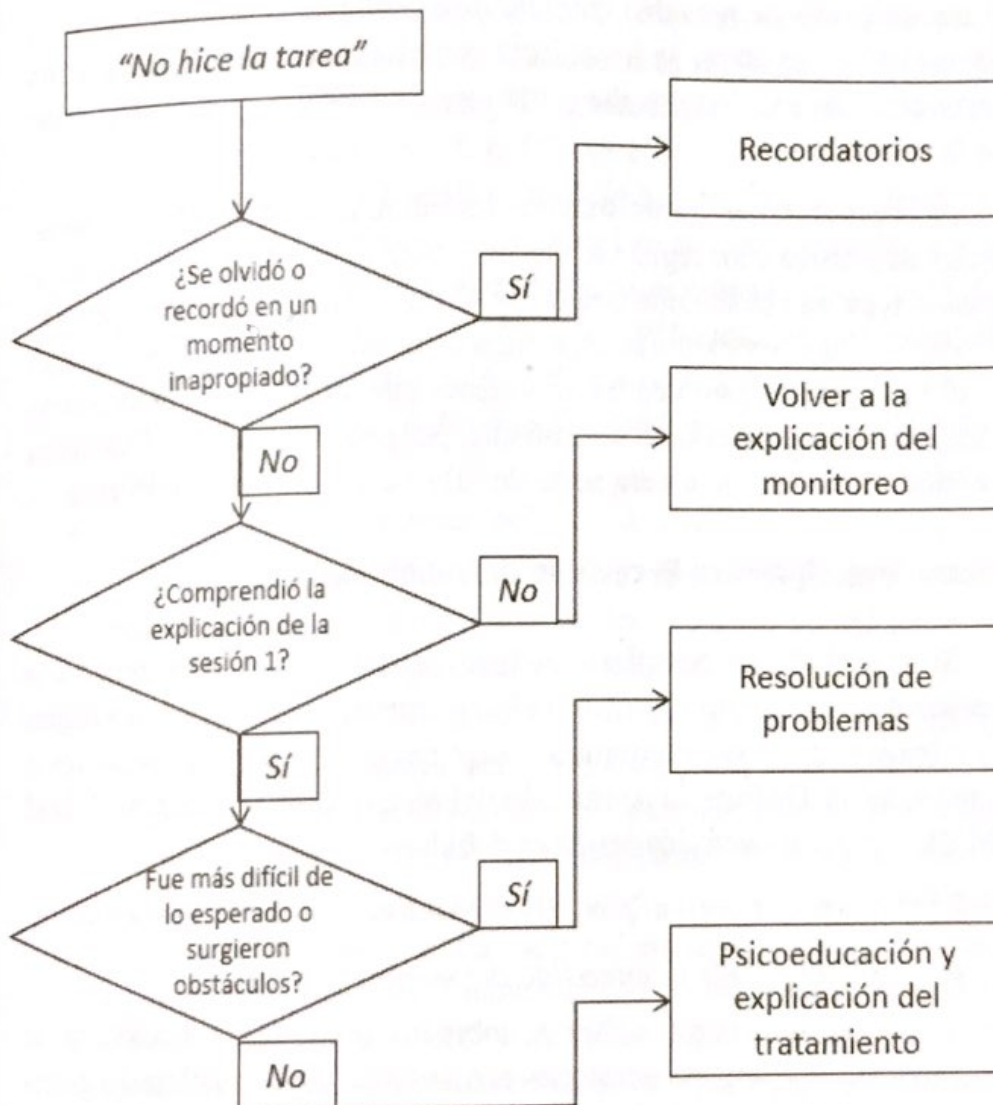 "No hice la tarea"
Recordatorios
¿Se olvidó o
recordó en un
momento
inapropiado?
Sí
No
Volver a la
explicación del
monitoreo
¿Comprendió la
explicación de la
sesión 1?
No
Sí
Resolución de
problemas
Fue más difícil de
lo esperado o
surgieron
obstáculos?
Sí
No
Psicoeducación y
explicación del
tratamiento